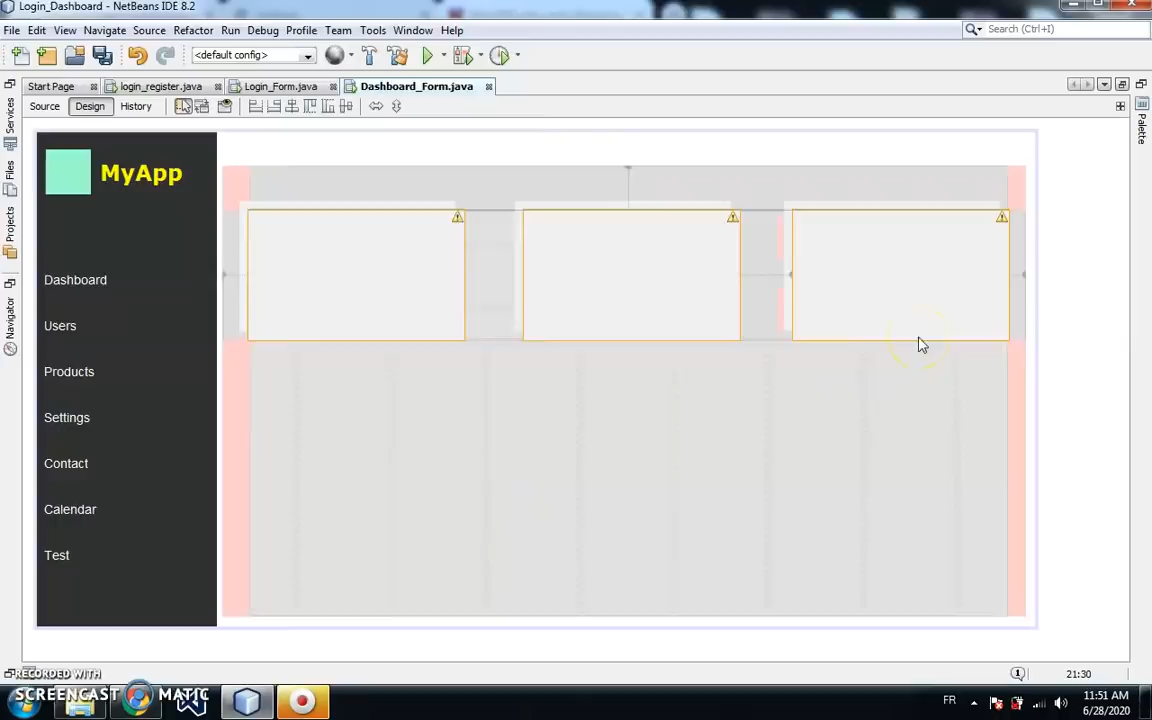 Login_Dashboard - NetBeans IDE 8.2
File Edit View Navigate Source Refactor Run Debug Profile Team Tools Window Help
Search (Ctrl+I)
<default config>
Start Page login_register.java Login_Form.java Dashboard_Form.java
Source Design History
Services
Files
Projects
Navigator
Palette
MyApp
Dashboard
Users
Products
Settings
Contact
Calendar
Test
1
21:30
RECORDED WITH
SCREENCAST MATIC
FR
11:51 AM
6/28/2020